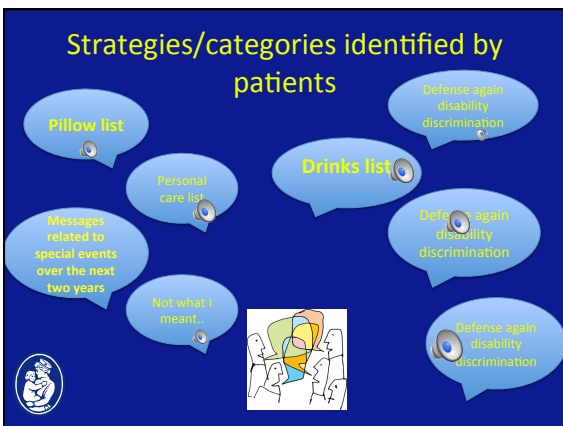 Strategies/categories identified by
patients
Pillow list
Personal
care list
Messages
related to
special events
over the next
two years
Not what I
meant..
Drinks list
Defense again
disability
discrimination
Defense again
disability
discrimination
Defense again
disability
discrimination